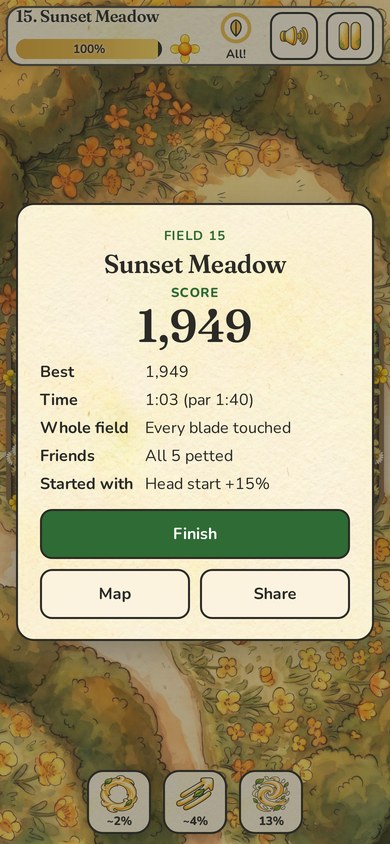 15. Sunset Meadow
100%
All!
FIELD 15
Sunset Meadow
SCORE
1,949
Best 1,949
Time 1:03 (par 1:40)
Whole field Every blade touched
Friends All 5 petted
Started with Head start +15%
Finish
Map Share
~2% ~4% 13%